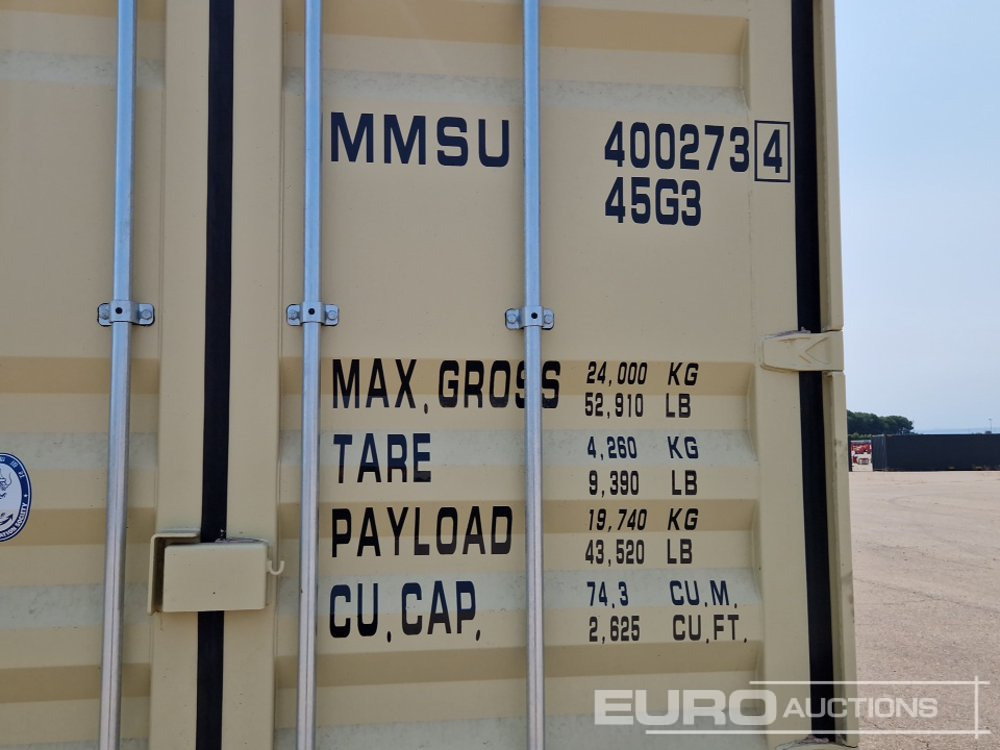 MMSU 400273 4
45G3
MAX. GROSS 24,000 KG
52,910 LB
TARE 4,260 KG
9,390 LB
PAYLOAD 19,740 KG
43,520 LB
CU. CAP. 74.3 CU.M.
2,625 CU.FT.
EURO AUCTIONS